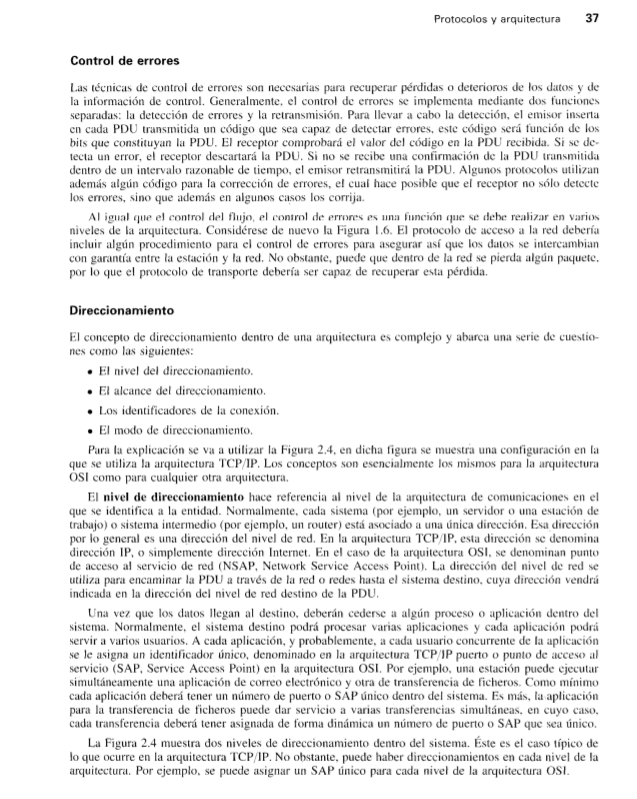 Protocolos y arquitectura 37
Control de errores
Las técnicas de control de errores son necesarias para recuperar pérdidas o deterioros de los datos y de
la información de control. Generalmente, el control de errores se implementa mediante dos funciones
separadas: la detección de errores y la retransmisión. Para llevar a cabo la detección, el emisor inserta
en cada PDU transmitida un código que sea capaz de detectar errores, este código será función de los
bits que constituyan la PDU. El receptor comprobará el valor del código en la PDU recibida. Si se de-
tecta un error, el receptor descartará la PDU. Si no se recibe una confirmación de la PDU transmitida
dentro de un intervalo razonable de tiempo, el emisor retransmitirá la PDU. Algunos protocolos utilizan
además algún código para la corrección de errores, el cual hace posible que el receptor no sólo detecte
los errores, sino que además en algunos casos los corrija.
Al igual que el control del flujo, el control de errores es una función que se debe realizar en varios
niveles de la arquitectura. Considérese de nuevo la Figura 1.6. El protocolo de acceso a la red debería
incluir algún procedimiento para el control de errores para asegurar así que los datos se intercambian
con garantía entre la estación y la red. No obstante, puede que dentro de la red se pierda algún paquete,
por lo que el protocolo de transporte debería ser capaz de recuperar esta pérdida.
Direccionamiento
El concepto de direccionamiento dentro de una arquitectura es complejo y abarca una serie de cuestio-
nes como las siguientes:
• El nivel del direccionamiento.
• El alcance del direccionamiento.
• Los identificadores de la conexión.
• El modo de direccionamiento.
Para la explicación se va a utilizar la Figura 2.4, en dicha figura se muestra una configuración en la
que se utiliza la arquitectura TCP/IP. Los conceptos son esencialmente los mismos para la arquitectura
OSI como para cualquier otra arquitectura.
El nivel de direccionamiento hace referencia al nivel de la arquitectura de comunicaciones en el
que se identifica a la entidad. Normalmente, cada sistema (por ejemplo, un servidor o una estación de
trabajo) o sistema intermedio (por ejemplo, un router) está asociado a una única dirección. Esa dirección
por lo general es una dirección del nivel de red. En la arquitectura TCP/IP, esta dirección se denomina
dirección IP, o simplemente dirección Internet. En el caso de la arquitectura OSI, se denominan punto
de acceso al servicio de red (NSAP, Network Service Access Point). La dirección del nivel de red se
utiliza para encaminar la PDU a través de la red o redes hasta el sistema destino, cuya dirección vendrá
indicada en la dirección del nivel de red destino de la PDU.
Una vez que los datos llegan al destino, deberán cederse a algún proceso o aplicación dentro del
sistema. Normalmente, el sistema destino podrá procesar varias aplicaciones y cada aplicación podrá
servir a varios usuarios. A cada aplicación, y probablemente, a cada usuario concurrente de la aplicación
se le asigna un identificador único, denominado en la arquitectura TCP/IP puerto o punto de acceso al
servicio (SAP, Service Access Point) en la arquitectura OSI. Por ejemplo, una estación puede ejecutar
simultáneamente una aplicación de correo electrónico y otra de transferencia de ficheros. Como mínimo
cada aplicación deberá tener un número de puerto o SAP único dentro del sistema. Es más, la aplicación
para la transferencia de ficheros puede dar servicio a varias transferencias simultáneas, en cuyo caso,
cada transferencia deberá tener asignada de forma dinámica un número de puerto o SAP que sea único.
La Figura 2.4 muestra dos niveles de direccionamiento dentro del sistema. Éste es el caso típico de
lo que ocurre en la arquitectura TCP/IP. No obstante, puede haber direccionamientos en cada nivel de la
arquitectura. Por ejemplo, se puede asignar un SAP único para cada nivel de la arquitectura OSI.